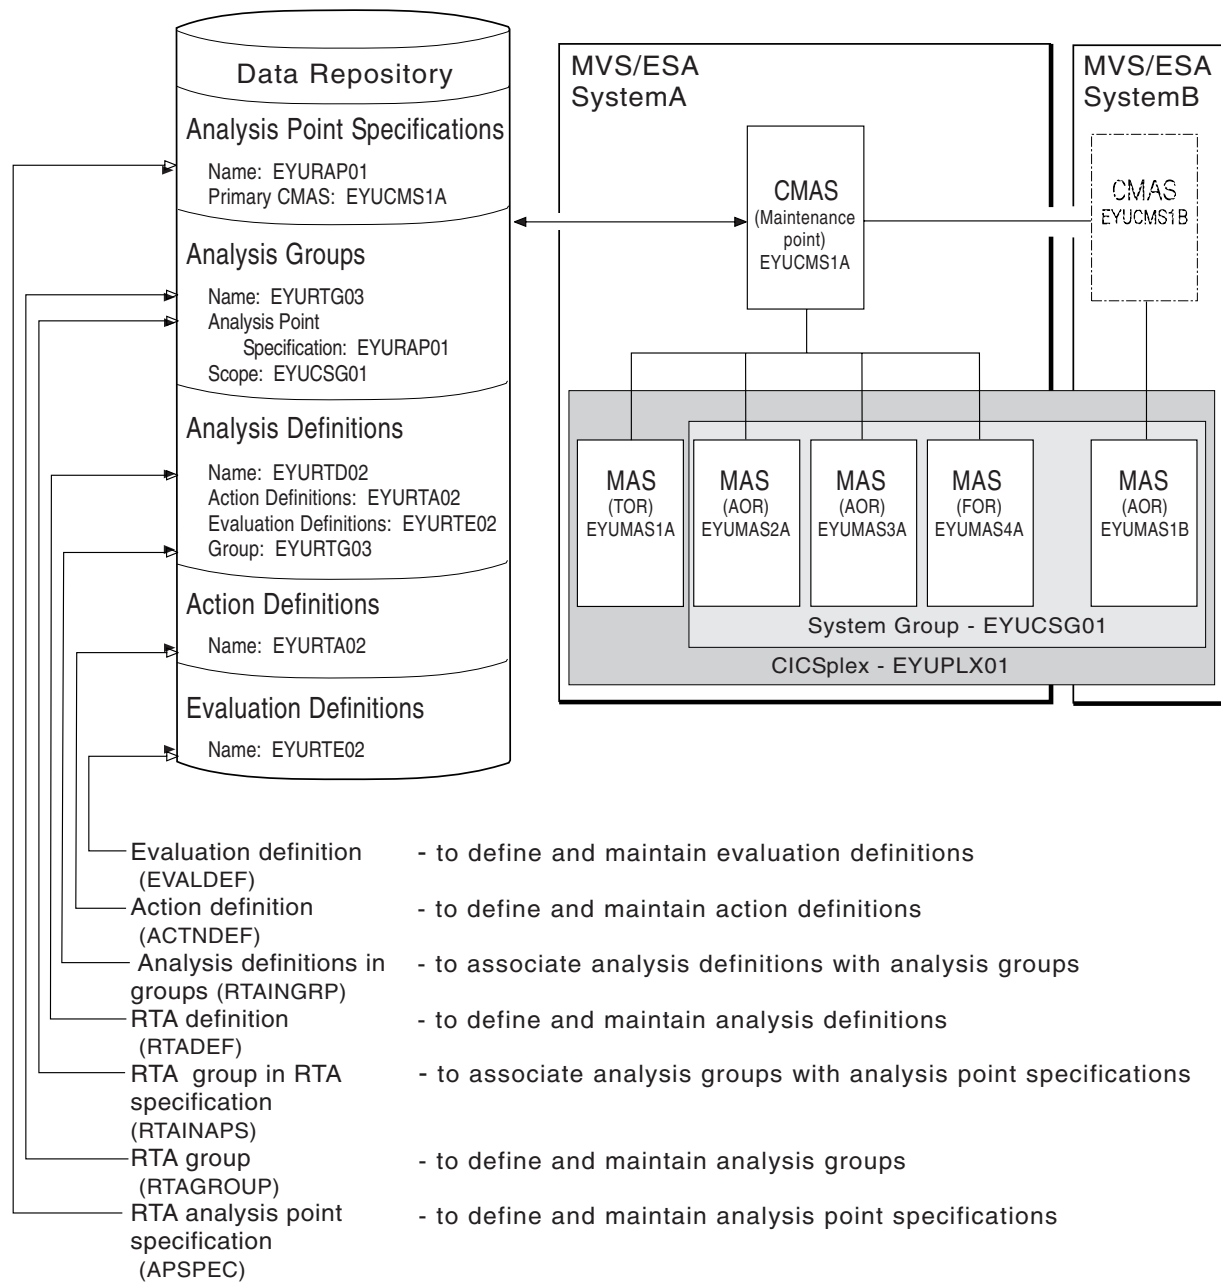 Data Repository
Analysis Point Specifications
Name: EYURAP01
Primary CMAS: EYUCMS1A
Analysis Groups
Name: EYURTG03
Analysis Point
Specification: EYURAP01
Scope: EYUCSG01
Analysis Definitions
Name: EYURTD02
Action Definitions: EYURTA02
Evaluation Definitions: EYURTE02
Group: EYURTG03
Action Definitions
Name: EYURTA02
Evaluation Definitions
Name: EYURTE02
MVS/ESA
SystemA
CMAS
(Maintenance
point)
EYUCMS1A
MVS/ESA
SystemB
CMAS
EYUCMS1B
MAS
(TOR)
EYUMAS1A
MAS
(AOR)
EYUMAS2A
MAS
(AOR)
EYUMAS3A
MAS
(FOR)
EYUMAS4A
MAS
(AOR)
EYUMAS1B
System Group - EYUCSG01
CICSplex - EYUPLX01
Evaluation definition - to define and maintain evaluation definitions
(EVALDEF)
Action definition - to define and maintain action definitions
(ACTNDEF)
Analysis definitions in - to associate analysis definitions with analysis groups
groups (RTAINGRP)
RTA definition - to define and maintain analysis definitions
(RTADEF)
RTA group in RTA - to associate analysis groups with analysis point specifications
specification
(RTAINAPS)
RTA group - to define and maintain analysis groups
(RTAGROUP)
RTA analysis point - to define and maintain analysis point specifications
specification
(APSPEC)